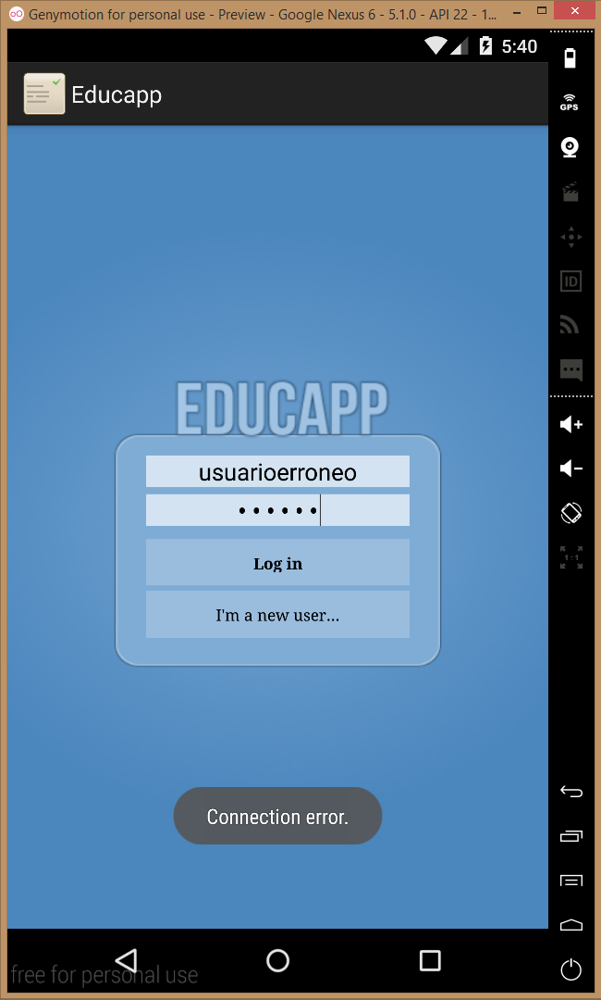 Genymotion for personal use - Preview - Google Nexus 6 - 5.1.0 - API 22 - 1...
5:40
Educapp
GPS
ID
EDUCAPP
usuarioerroneo
••••••
Log in
I'm a new user...
1:1
Connection error.
free for personal use